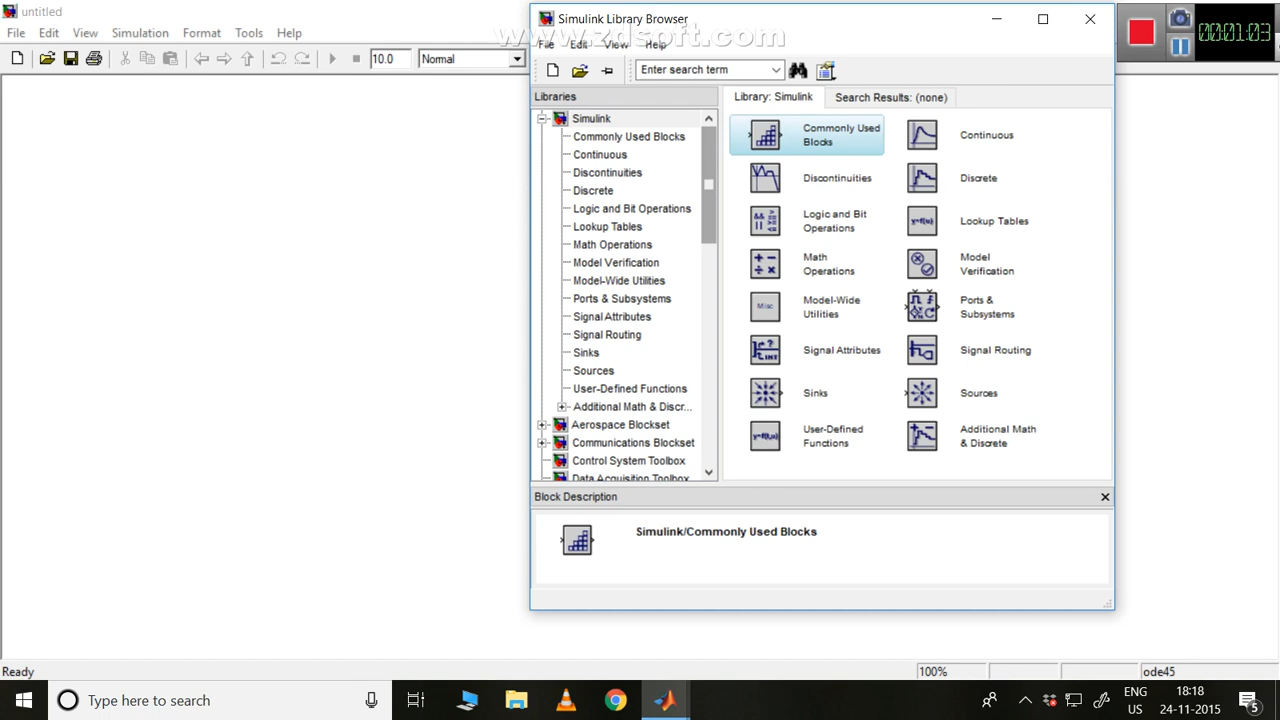 untitled
File Edit View Simulation Format Tools Help
10.0 Normal
Simulink Library Browser
www.zdsoft.com
File Edit View Help
Enter search term
00:01:03
Libraries
Library: Simulink Search Results: (none)
Simulink
Commonly Used Blocks
Continuous
Discontinuities
Discrete
Logic and Bit Operations
Lookup Tables
Math Operations
Model Verification
Model-Wide Utilities
Ports & Subsystems
Signal Attributes
Signal Routing
Sinks
Sources
User-Defined Functions
Additional Math & Discr...
Aerospace Blockset
Communications Blockset
Control System Toolbox
Data Acquisition Toolbox
Commonly Used
Blocks
Continuous
Discontinuities
Discrete
Logic and Bit
Operations
y=f(u)
Lookup Tables
Math
Operations
Model
Verification
Misc
Model-Wide
Utilities
Ports &
Subsystems
Signal Attributes
Signal Routing
Sinks
Sources
y=f(u)
User-Defined
Functions
Additional Math
& Discrete
Block Description
Simulink/Commonly Used Blocks
Ready
100%
ode45
Type here to search
ENG
US
18:18
24-11-2015
5